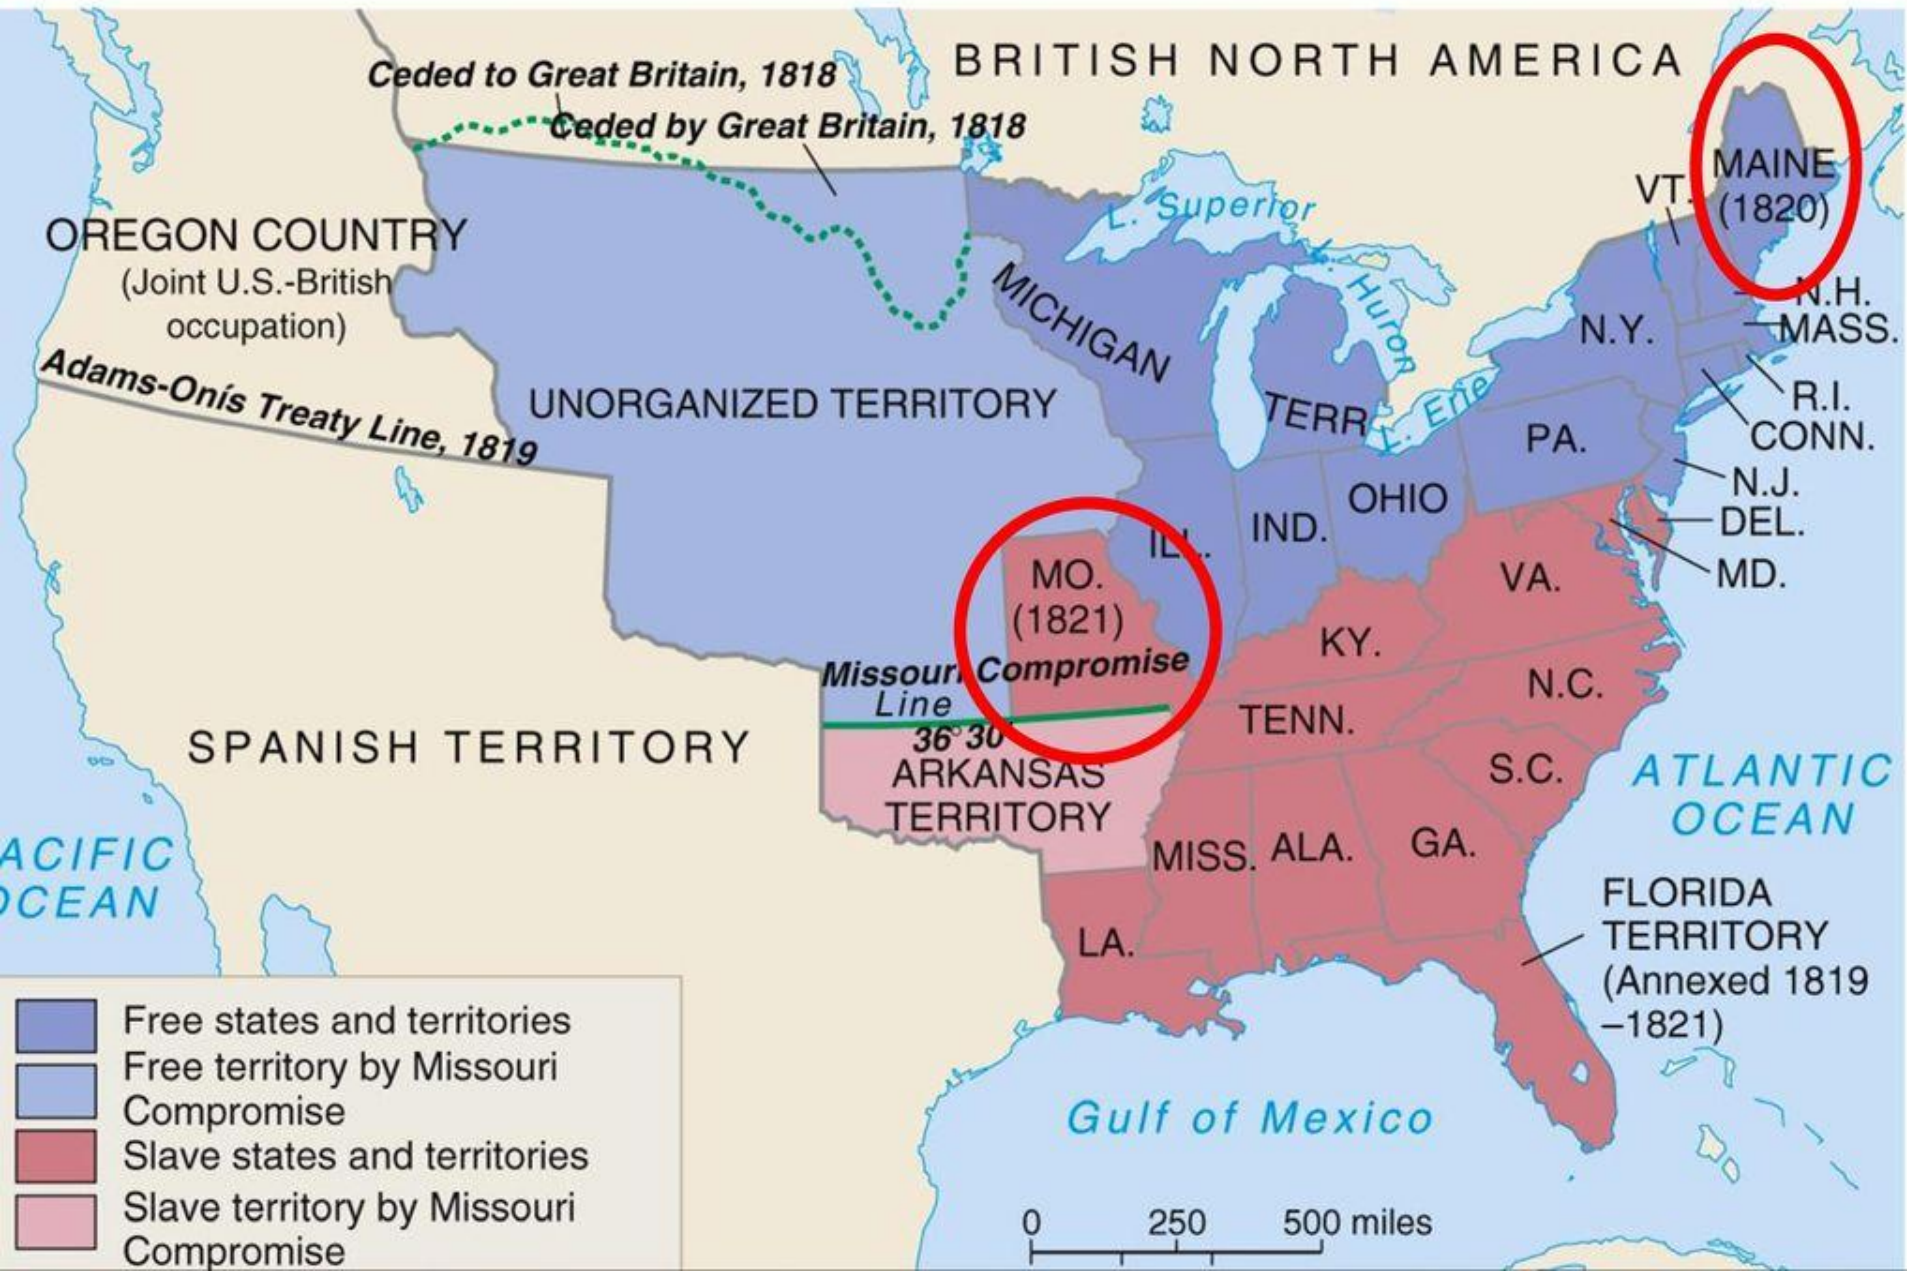 BRITISH NORTH AMERICA
Ceded to Great Britain, 1818
Ceded by Great Britain, 1818
MAINE
(1820)
VT.
L. Superior
OREGON COUNTRY
(Joint U.S.-British
occupation)
L. Huron
MICHIGAN
TERR
N.H.
MASS.
N.Y.
R.I.
CONN.
Adams-Onís Treaty Line, 1819
UNORGANIZED TERRITORY
L. Erie
PA.
N.J.
DEL.
MD.
OHIO
IND.
ILL.
MO.
(1821)
VA.
KY.
Missouri Compromise
Line
36°30'
N.C.
TENN.
SPANISH TERRITORY
ARKANSAS
TERRITORY
S.C.
ATLANTIC
OCEAN
MISS.
ALA.
GA.
ACIFIC
OCEAN
LA.
FLORIDA
TERRITORY
(Annexed 1819
–1821)
Gulf of Mexico
Free states and territories
Free territory by Missouri
Compromise
Slave states and territories
Slave territory by Missouri
Compromise
0 250 500 miles